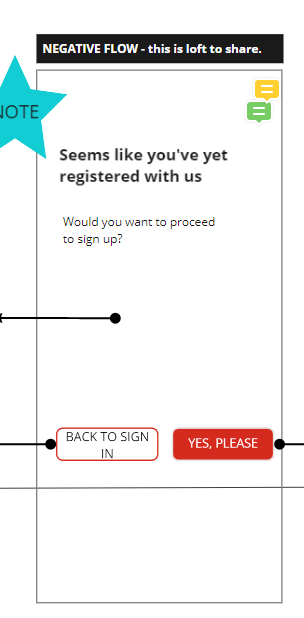 NEGATIVE FLOW - this is loft to share.
NOTE
Seems like you've yet
registered with us
Would you want to proceed
to sign up?
BACK TO SIGN
IN
YES, PLEASE